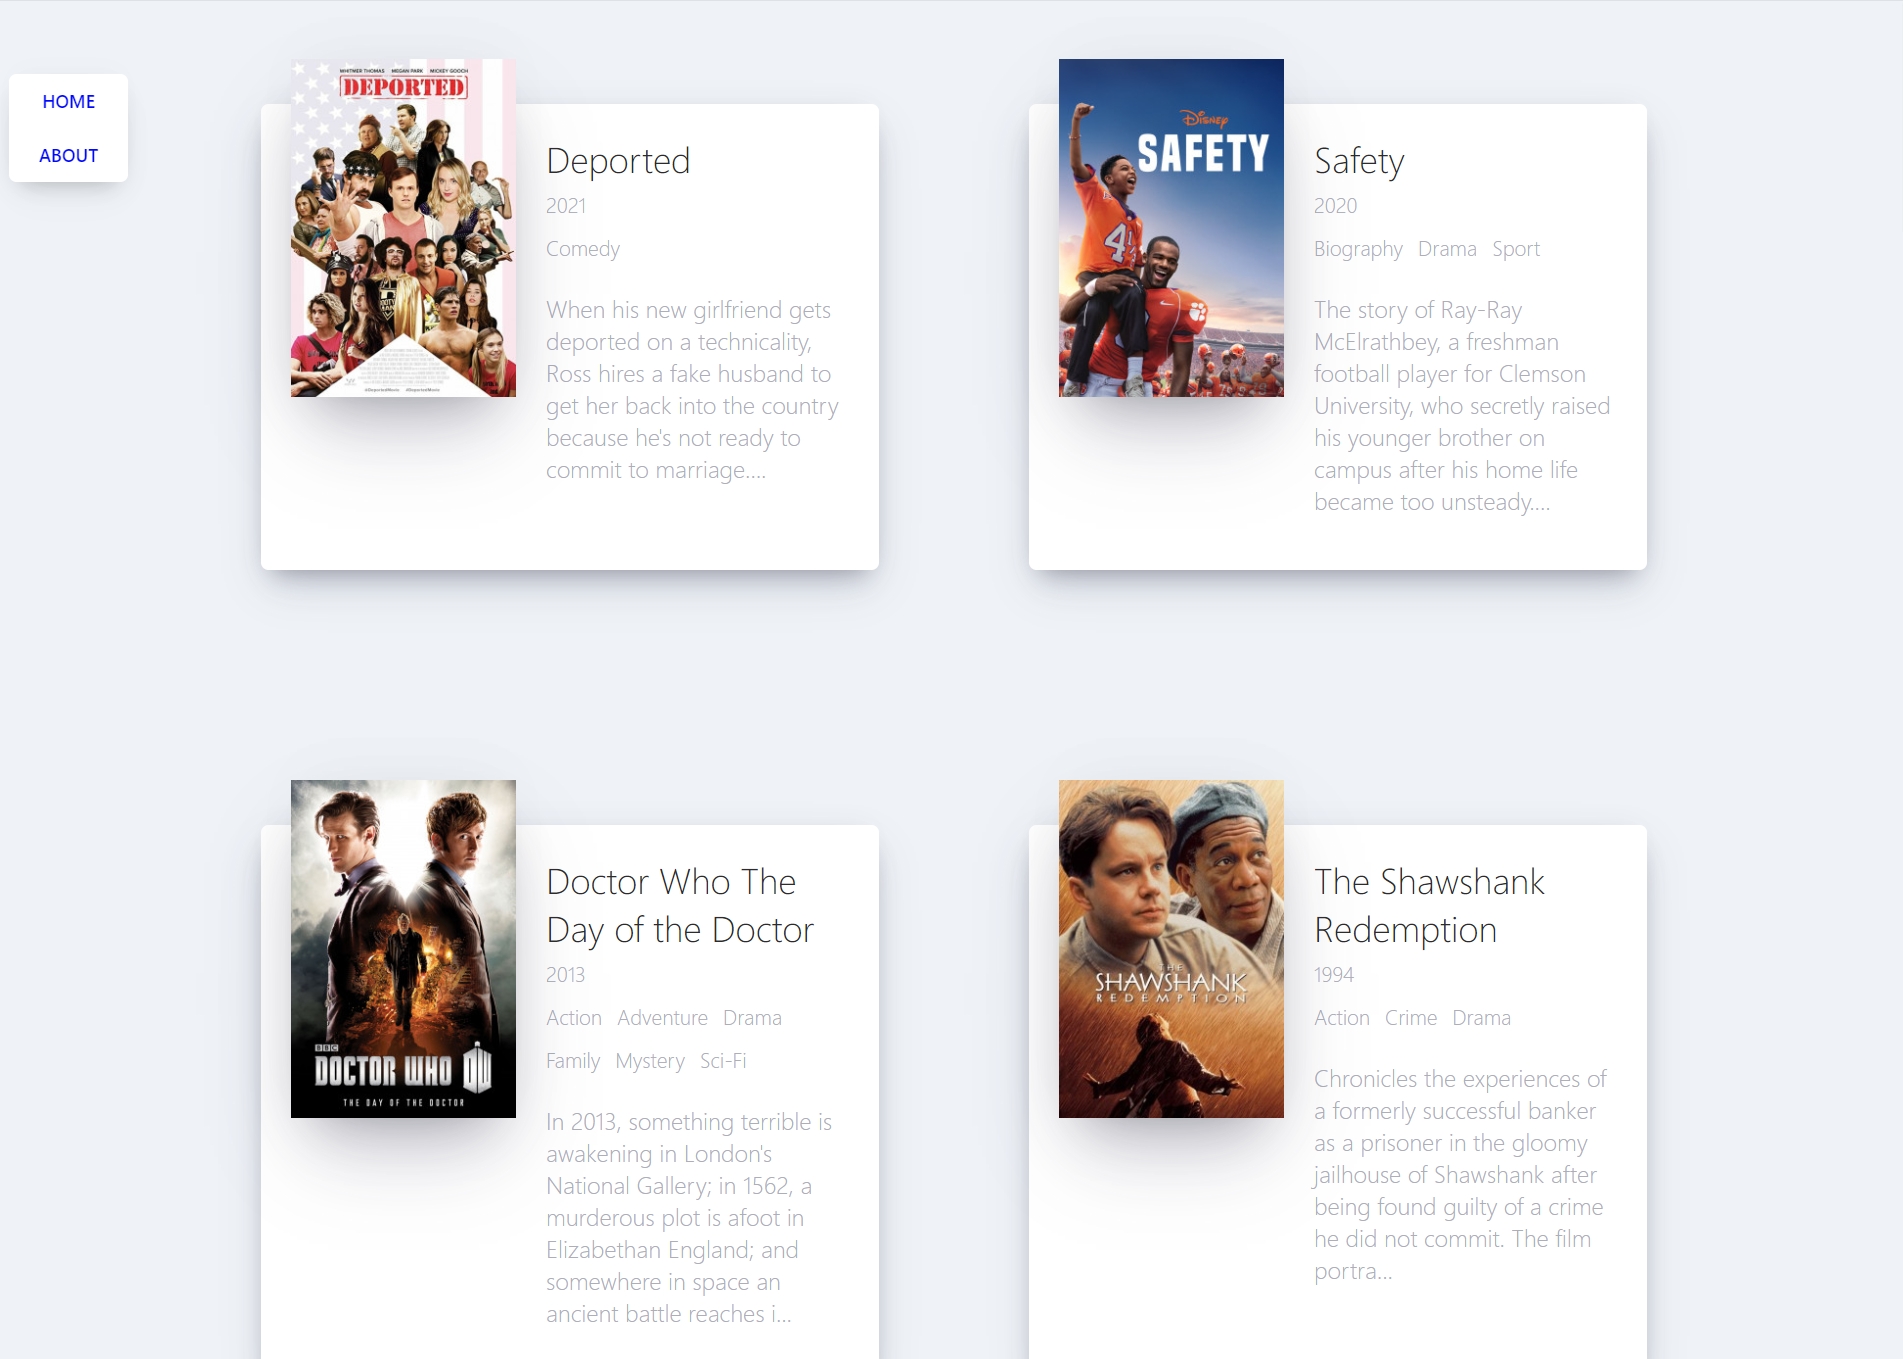 HOME
ABOUT
WHITMER THOMAS MEGAN PARK MICKEY GOOCH
DEPORTED
Deported
2021
Comedy
When his new girlfriend gets
deported on a technicality,
Ross hires a fake husband to
get her back into the country
because he's not ready to
commit to marriage....
Disney
SAFETY
Safety
2020
Biography Drama Sport
The story of Ray-Ray
McElrathbey, a freshman
football player for Clemson
University, who secretly raised
his younger brother on
campus after his home life
became too unsteady....
BBC
DOCTOR WHO DW
THE DAY OF THE DOCTOR
Doctor Who The
Day of the Doctor
2013
Action Adventure Drama
Family Mystery Sci-Fi
In 2013, something terrible is
awakening in London's
National Gallery; in 1562, a
murderous plot is afoot in
Elizabethan England; and
somewhere in space an
ancient battle reaches i...
THE
SHAWSHANK
REDEMPTION
The Shawshank
Redemption
1994
Action Crime Drama
Chronicles the experiences of
a formerly successful banker
as a prisoner in the gloomy
jailhouse of Shawshank after
being found guilty of a crime
he did not commit. The film
portra...